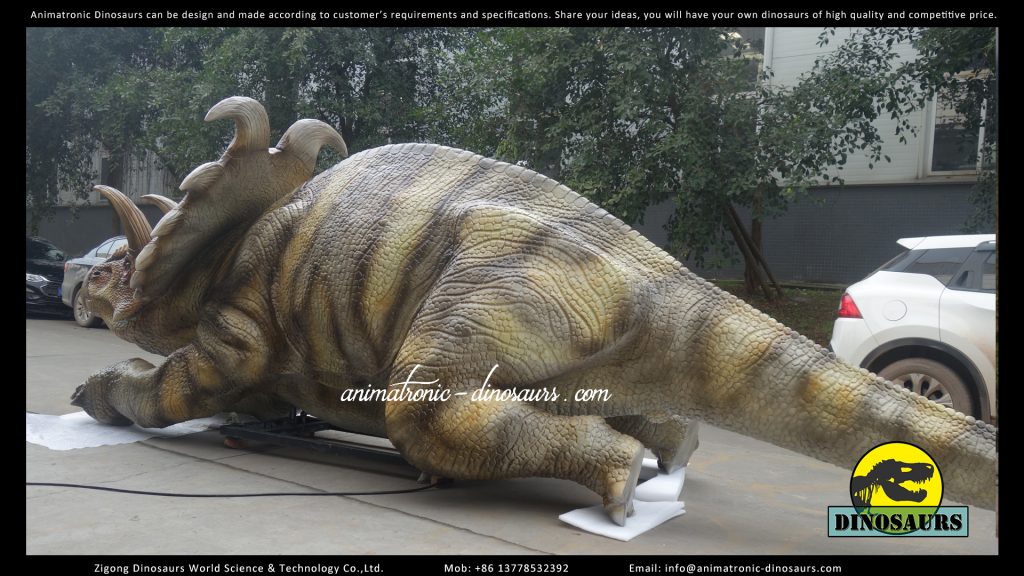 Animatronic Dinosaurs can be design and made according to customer's requirements and specifications. Share your ideas, you will have your own dinosaurs of high quality and competitive price.
animatronic-dinosaurs.com
DINOSAURS
Zigong Dinosaurs World Science & Technology Co.,Ltd. Mob: +86 13778532392 Email: info@animatronic-dinosaurs.com